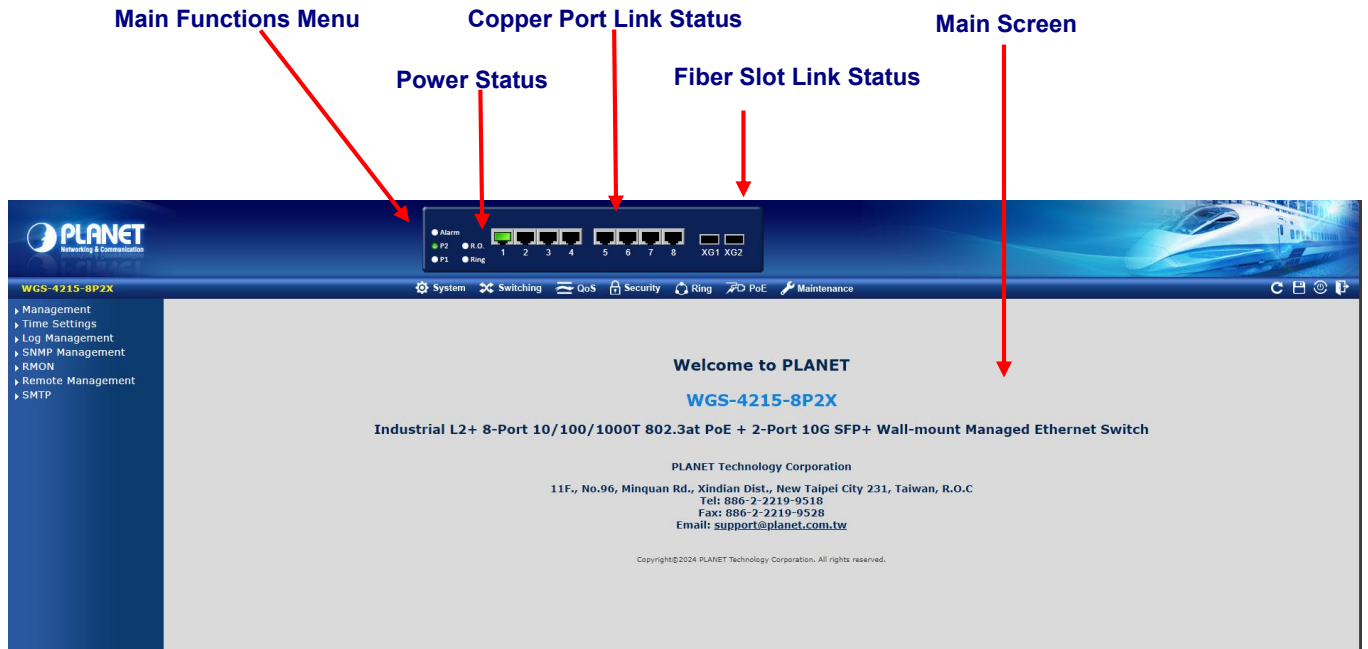 Main Functions Menu
Copper Port Link Status
Main Screen
Power Status
Fiber Slot Link Status
PLANET
Networking & Communication
Alarm
P2 R.O.
P1 Ring
1 2 3 4 5 6 7 8 XG1 XG2
WGS-4215-8P2X
System Switching QoS Security Ring PoE Maintenance
Management
Time Settings
Log Management
SNMP Management
RMON
Remote Management
SMTP
Welcome to PLANET
WGS-4215-8P2X
Industrial L2+ 8-Port 10/100/1000T 802.3at PoE + 2-Port 10G SFP+ Wall-mount Managed Ethernet Switch
PLANET Technology Corporation
11F., No.96, Minquan Rd., Xindian Dist., New Taipei City 231, Taiwan, R.O.C
Tel: 886-2-2219-9518
Fax: 886-2-2219-9528
Email: support@planet.com.tw
Copyright©2024 PLANET Technology Corporation. All rights reserved.